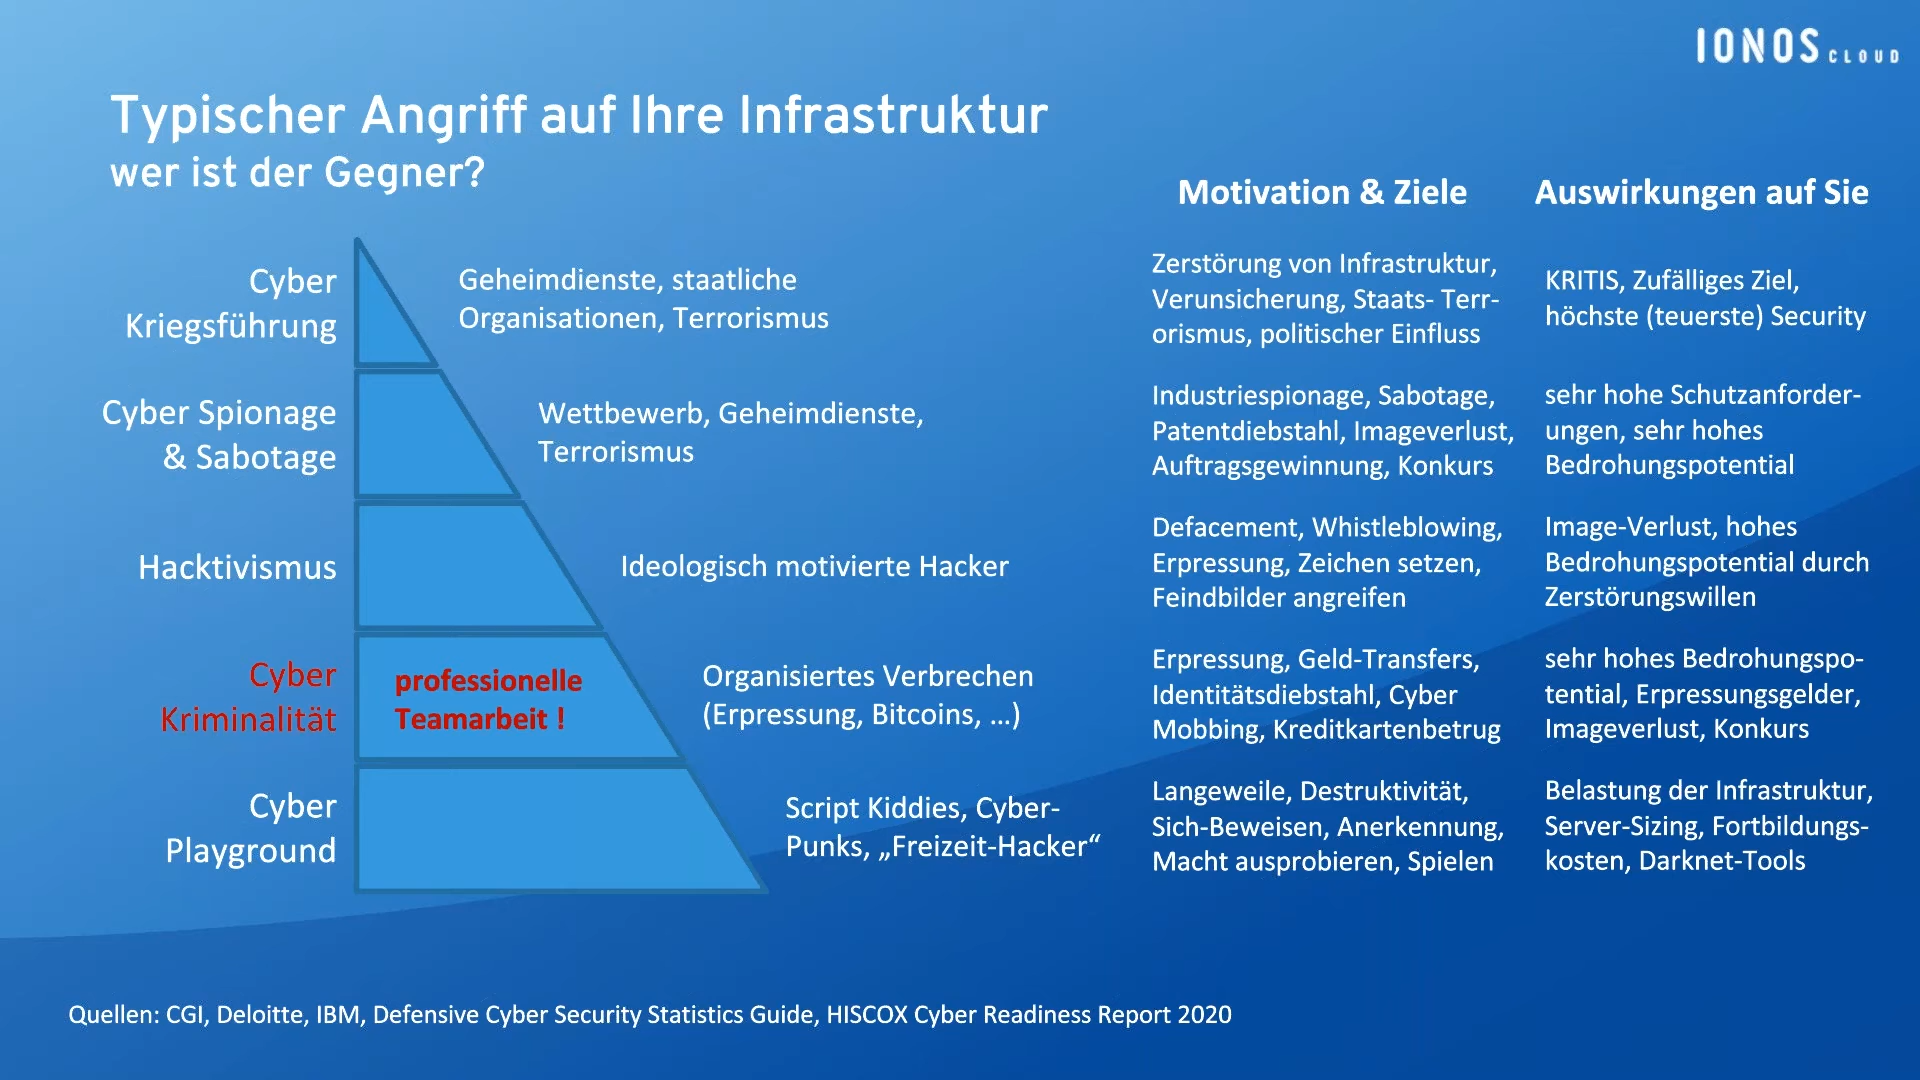 IONOS CLOUD
Typischer Angriff auf Ihre Infrastruktur
wer ist der Gegner?
Motivation & Ziele
Auswirkungen auf Sie
Cyber
Kriegsführung
Geheimdienste, staatliche
Organisationen, Terrorismus
Zerstörung von Infrastruktur,
Verunsicherung, Staats- Terr-
orismus, politischer Einfluss
KRITIS, Zufälliges Ziel,
höchste (teuerste) Security
Cyber Spionage
& Sabotage
Wettbewerb, Geheimdienste,
Terrorismus
Industriespionage, Sabotage,
Patentdiebstahl, Imageverlust,
Auftragsgewinnung, Konkurs
sehr hohe Schutzanforder-
ungen, sehr hohes
Bedrohungspotential
Hacktivismus
Ideologisch motivierte Hacker
Defacement, Whistleblowing,
Erpressung, Zeichen setzen,
Feindbilder angreifen
Image-Verlust, hohes
Bedrohungspotential durch
Zerstörungswillen
Cyber
Kriminalität
professionelle
Teamarbeit !
Organisiertes Verbrechen
(Erpressung, Bitcoins, ...)
Erpressung, Geld-Transfers,
Identitätsdiebstahl, Cyber
Mobbing, Kreditkartenbetrug
sehr hohes Bedrohungspo-
tential, Erpressungsgelder,
Imageverlust, Konkurs
Cyber
Playground
Script Kiddies, Cyber-
Punks, „Freizeit-Hacker“
Langeweile, Destruktivität,
Sich-Beweisen, Anerkennung,
Macht ausprobieren, Spielen
Belastung der Infrastruktur,
Server-Sizing, Fortbildungs-
kosten, Darknet-Tools
Quellen: CGI, Deloitte, IBM, Defensive Cyber Security Statistics Guide, HISCOX Cyber Readiness Report 2020